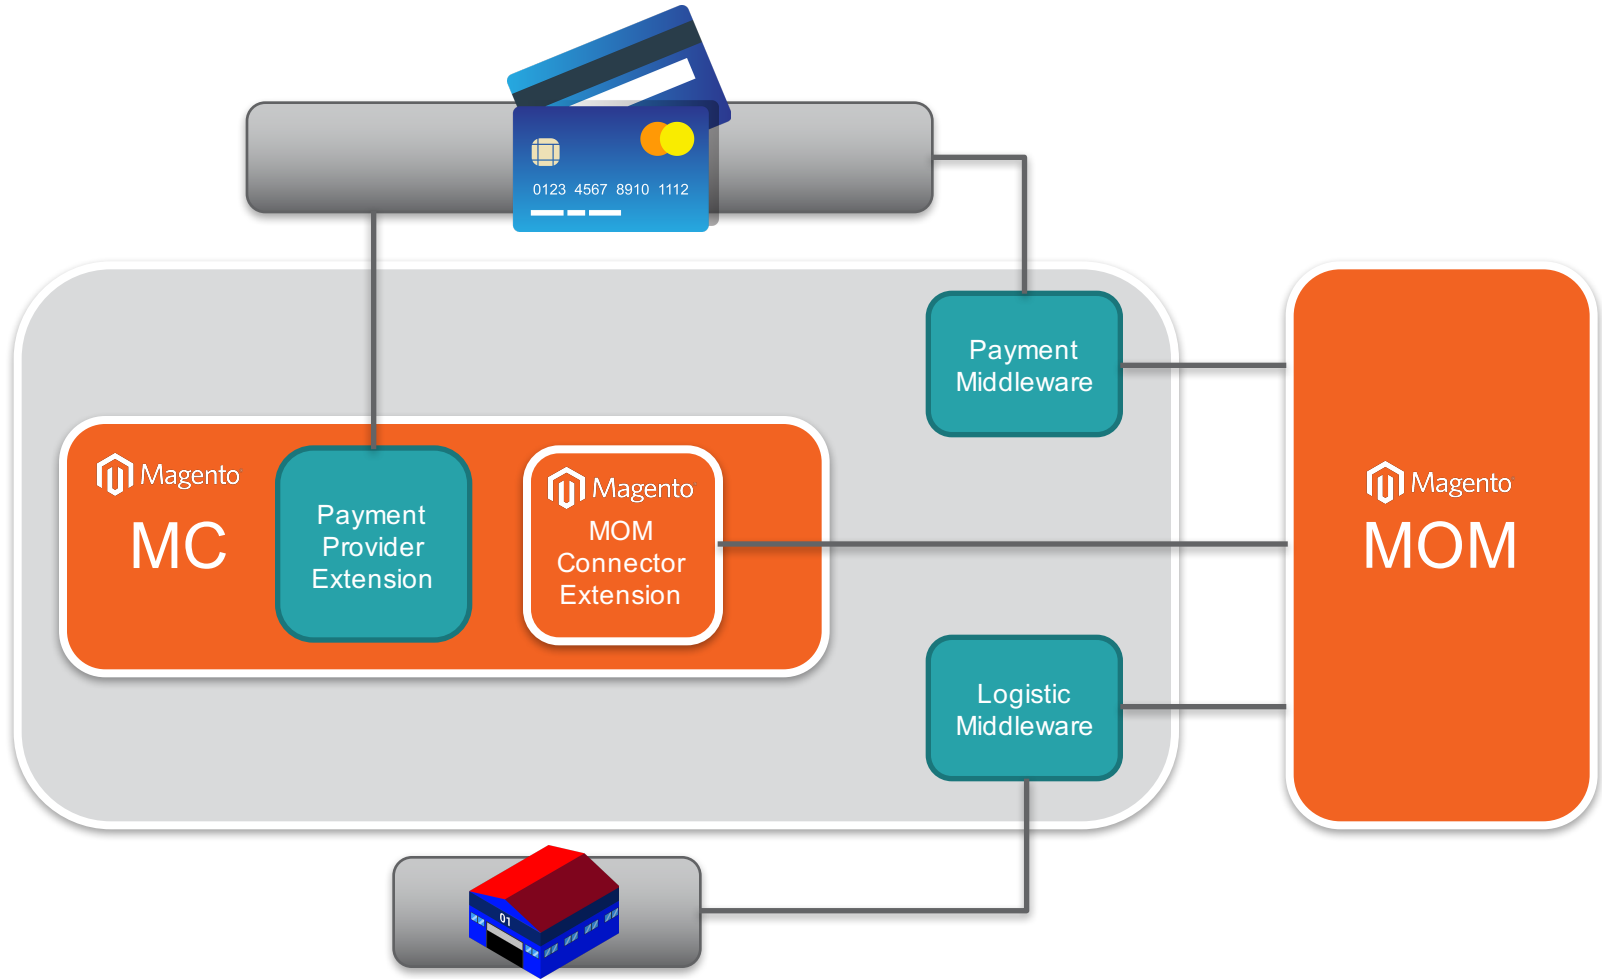 0123 4567 8910 1112
Payment
Middleware
Magento
MC
Payment
Provider
Extension
Magento
MOM
Connector
Extension
Magento
MOM
Logistic
Middleware
01